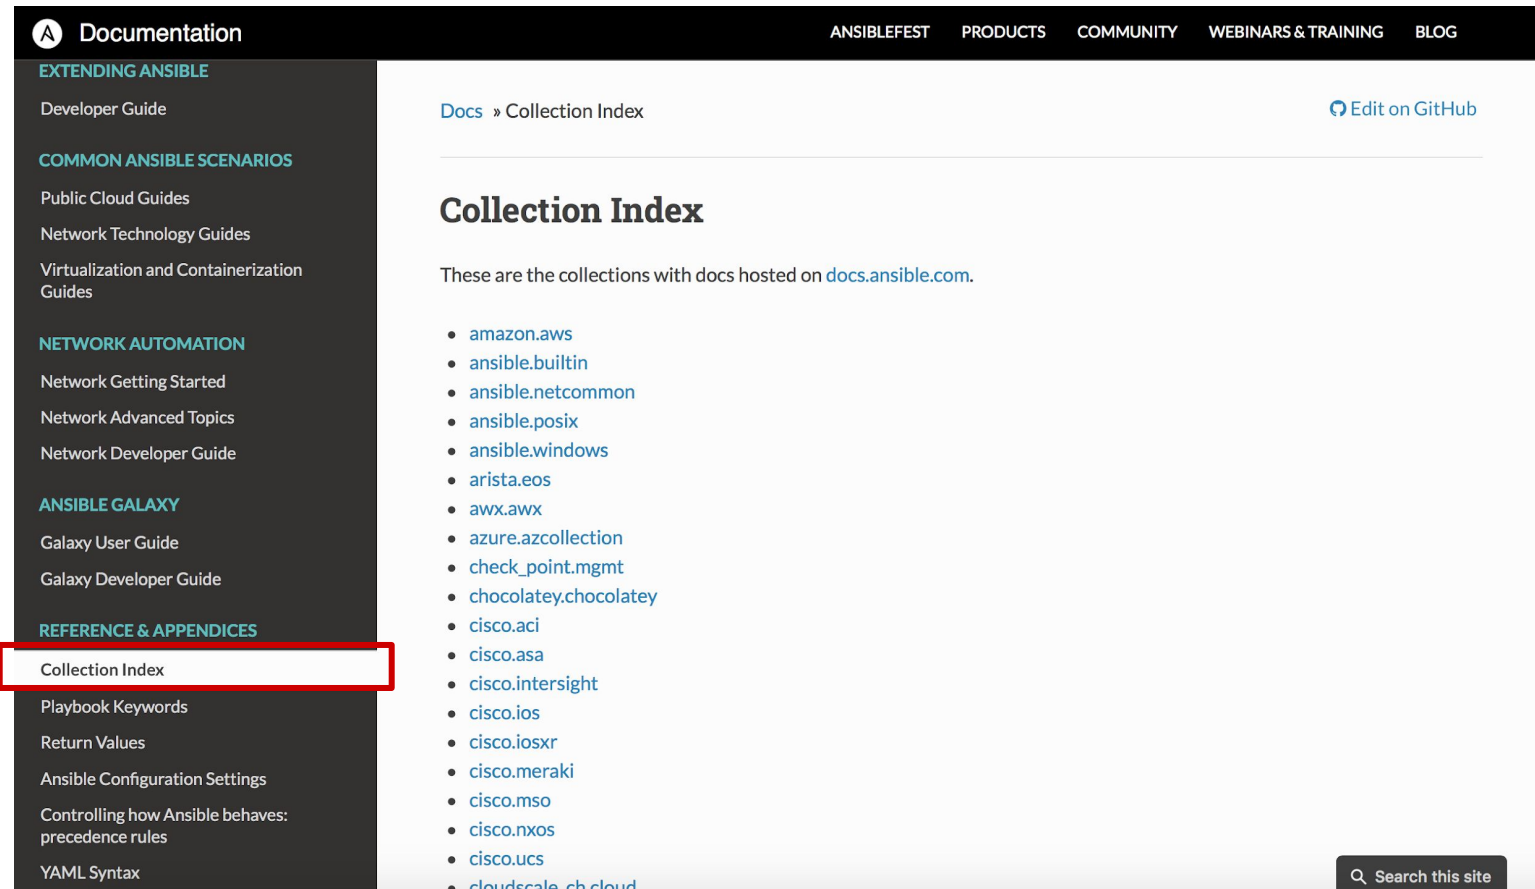 Documentation
ANSIBLEFEST
PRODUCTS
COMMUNITY
WEBINARS & TRAINING
BLOG
EXTENDING ANSIBLE
Developer Guide
COMMON ANSIBLE SCENARIOS
Public Cloud Guides
Network Technology Guides
Virtualization and Containerization
Guides
NETWORK AUTOMATION
Network Getting Started
Network Advanced Topics
Network Developer Guide
ANSIBLE GALAXY
Galaxy User Guide
Galaxy Developer Guide
REFERENCE & APPENDICES
Collection Index
Playbook Keywords
Return Values
Ansible Configuration Settings
Controlling how Ansible behaves:
precedence rules
YAML Syntax
Docs » Collection Index
Edit on GitHub
Collection Index
These are the collections with docs hosted on docs.ansible.com.
• amazon.aws
• ansible.builtin
• ansible.netcommon
• ansible.posix
• ansible.windows
• arista.eos
• awx.awx
• azure.azcollection
• check_point.mgmt
• chocolatey.chocolatey
• cisco.aci
• cisco.asa
• cisco.intersight
• cisco.ios
• cisco.iosxr
• cisco.meraki
• cisco.mso
• cisco.nxos
• cisco.ucs
• cloudscale_ch.cloud
Search this site